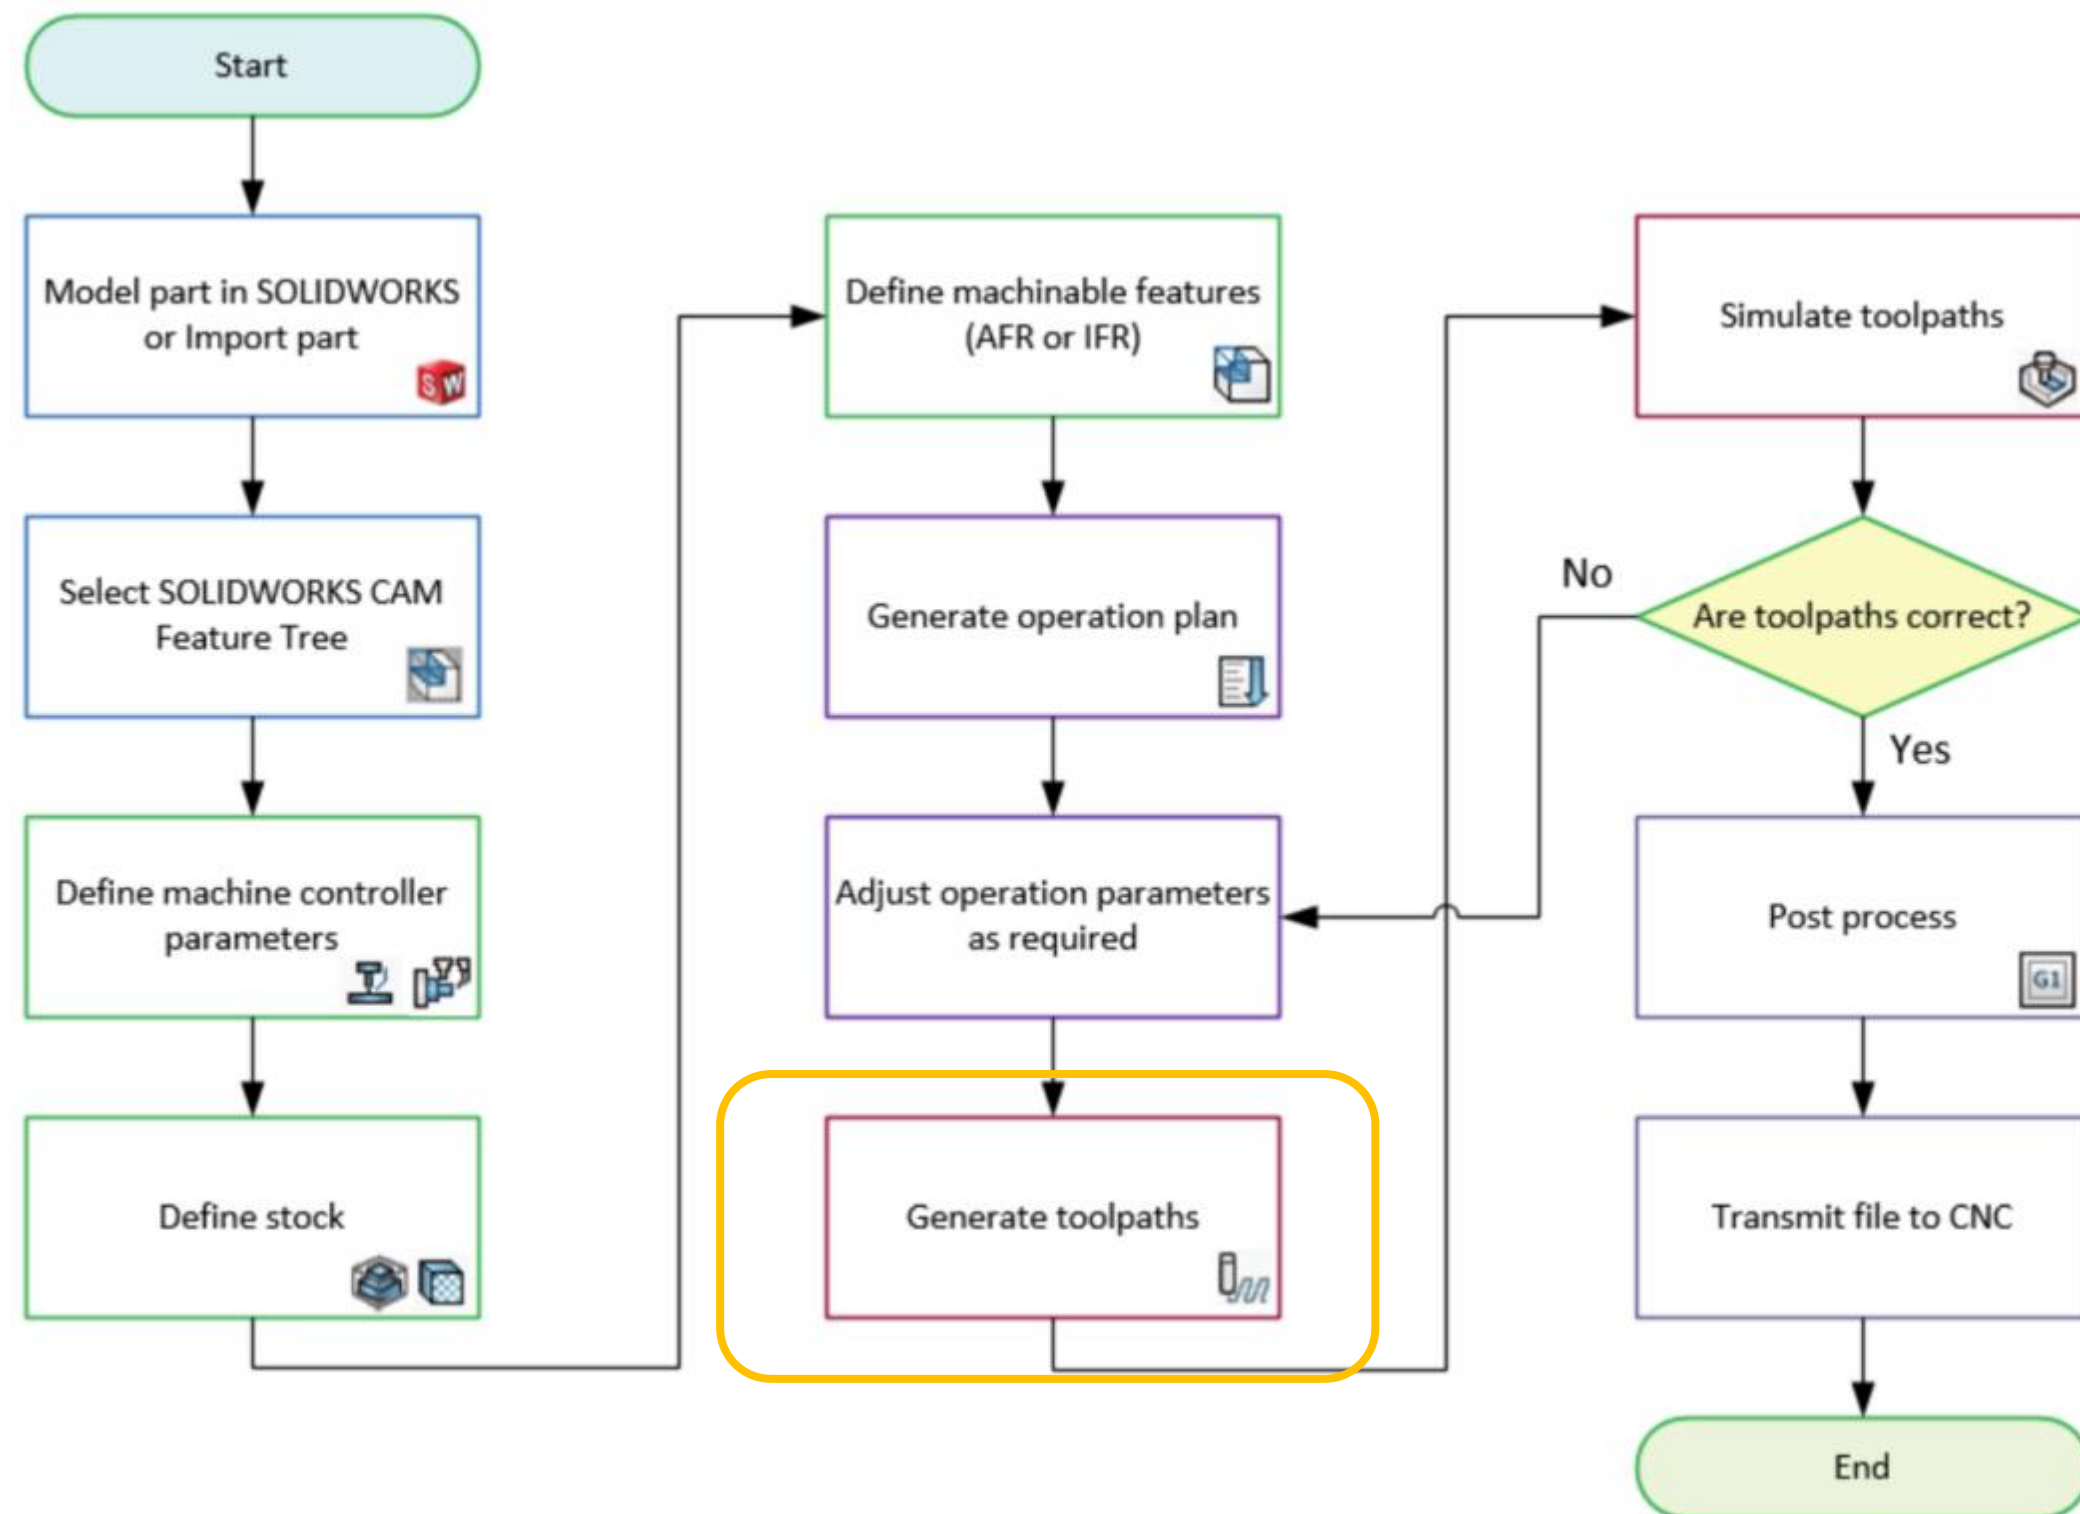 Start
Model part in SOLIDWORKS
or Import part
SW
Select SOLIDWORKS CAM
Feature Tree
Define machine controller
parameters
Define stock
Define machinable features
(AFR or IFR)
Generate operation plan
Adjust operation parameters
as required
Generate toolpaths
Simulate toolpaths
Are toolpaths correct?
No
Yes
Post process
G1
Transmit file to CNC
End